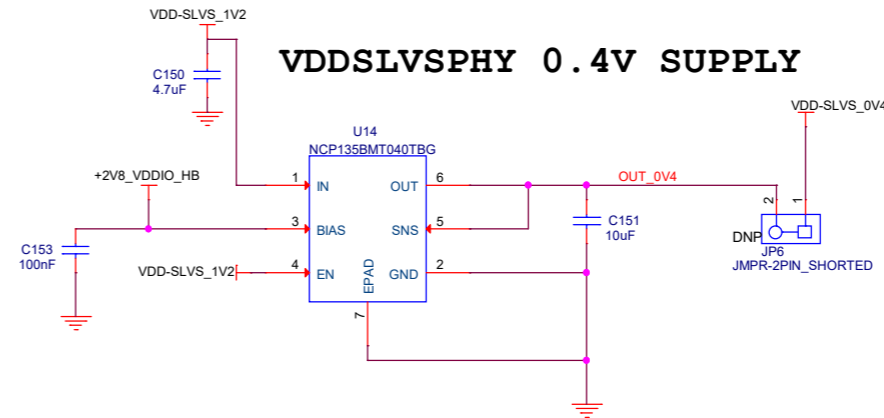 VDD-SLVS_1V2
VDDSLVSPHY 0.4V SUPPLY
C150
4.7uF
VDD-SLVS_0V4
U14
NCP135BMT040TBG
+2V8_VDDIO_HB
1
IN
OUT
6
OUT_0V4
2
1
3
BIAS
SNS
5
C151
10uF
DNP
C153
100nF
JP6
JMPR-2PIN_SHORTED
VDD-SLVS_1V2
4
EN
EPAD
GND
2
7